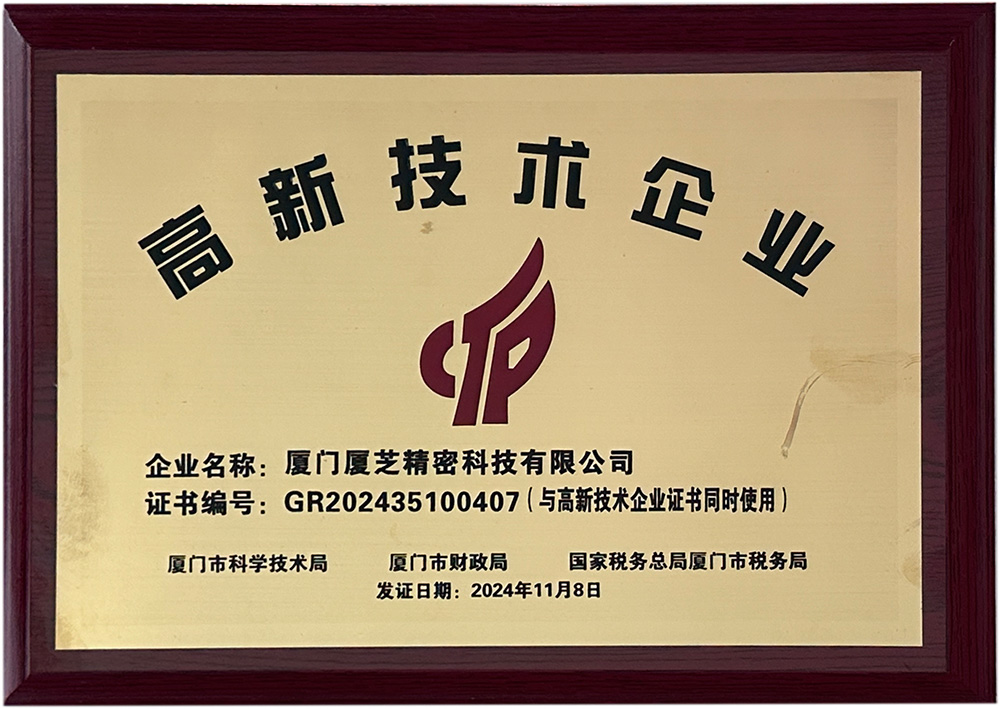 高新技术企业
企业名称：厦门厦芝精密科技有限公司
证书编号：GR202435100407（与高新技术企业证书同时使用）
厦门市科学技术局 厦门市财政局 国家税务总局厦门市税务局
发证日期：2024年11月8日